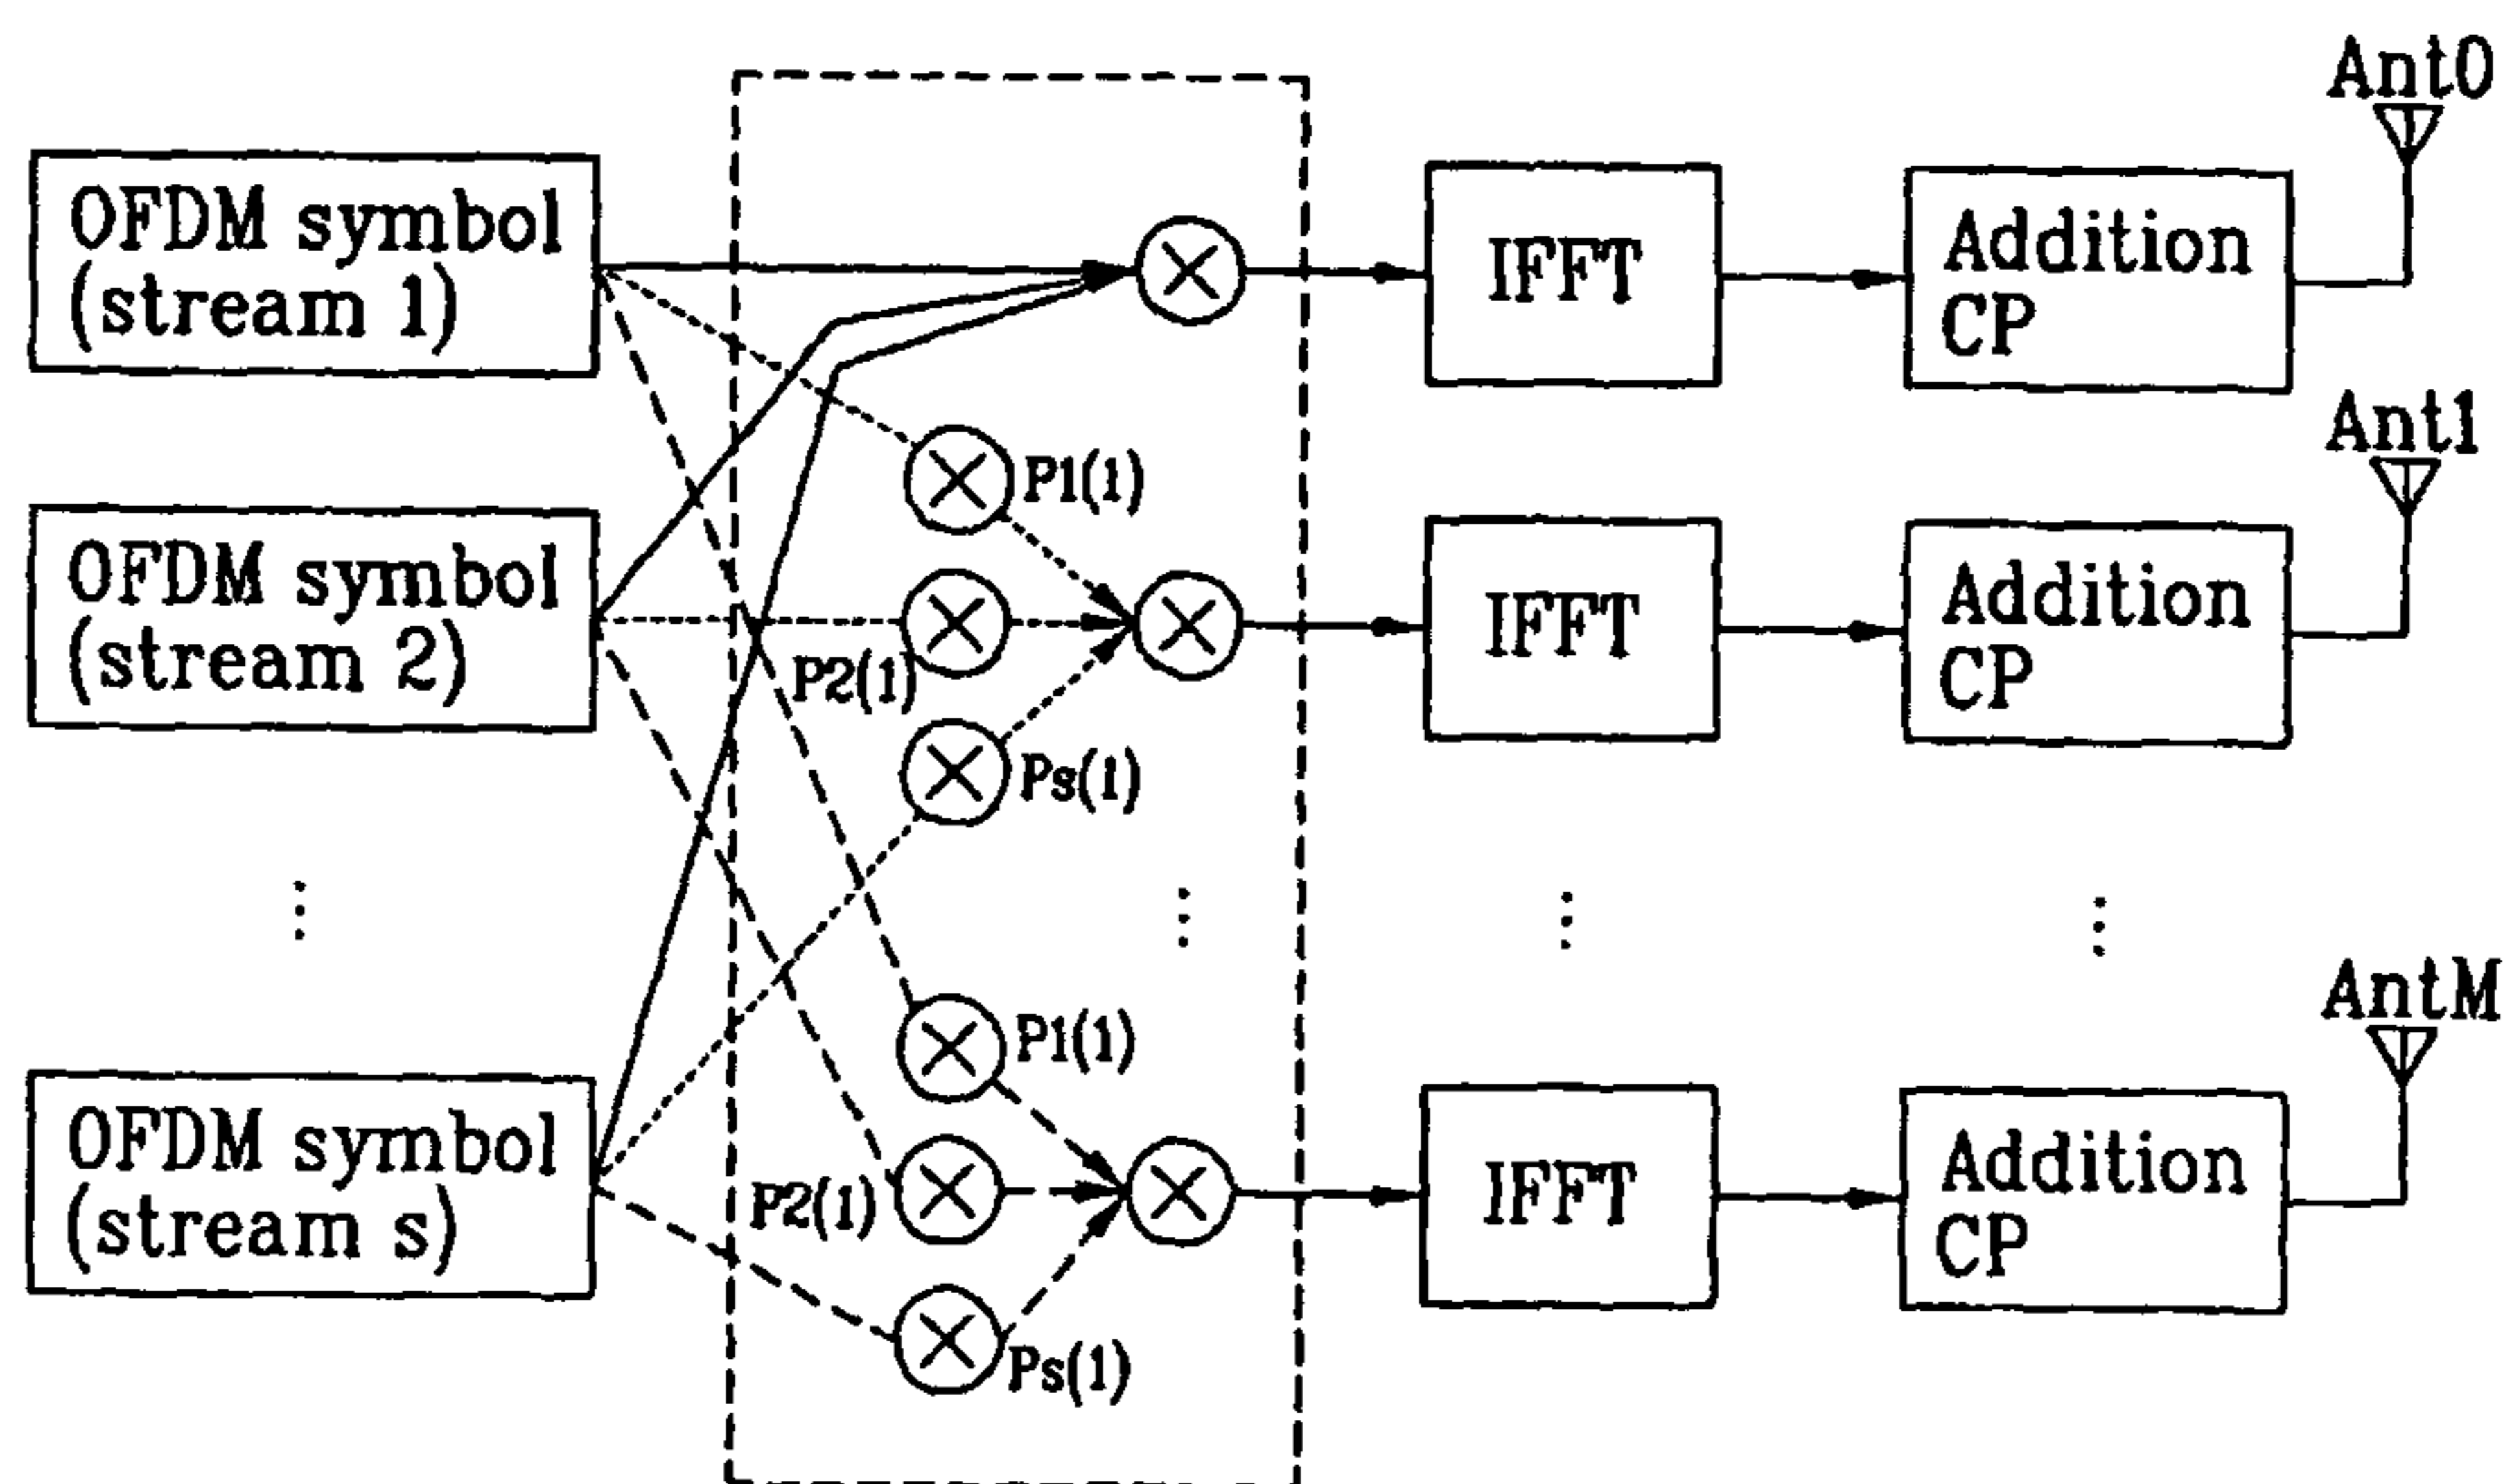 Ant0
OFDM symbol
(stream 1)
IFFT
Addition
CP
P1(1)
Ant1
OFDM symbol
(stream 2)
P2(1)
IFFT
Addition
CP
Ps(1)
AntM
P1(1)
OFDM symbol
(stream s)
P2(1)
IFFT
Addition
CP
Ps(1)